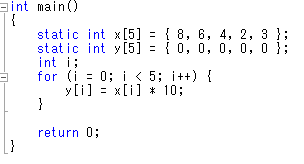 int main()
{
    static int x[5] = { 8, 6, 4, 2, 3 };
    static int y[5] = { 0, 0, 0, 0, 0 };
    int i;
    for (i = 0; i < 5; i++) {
        y[i] = x[i] * 10;
    }

    return 0;
}